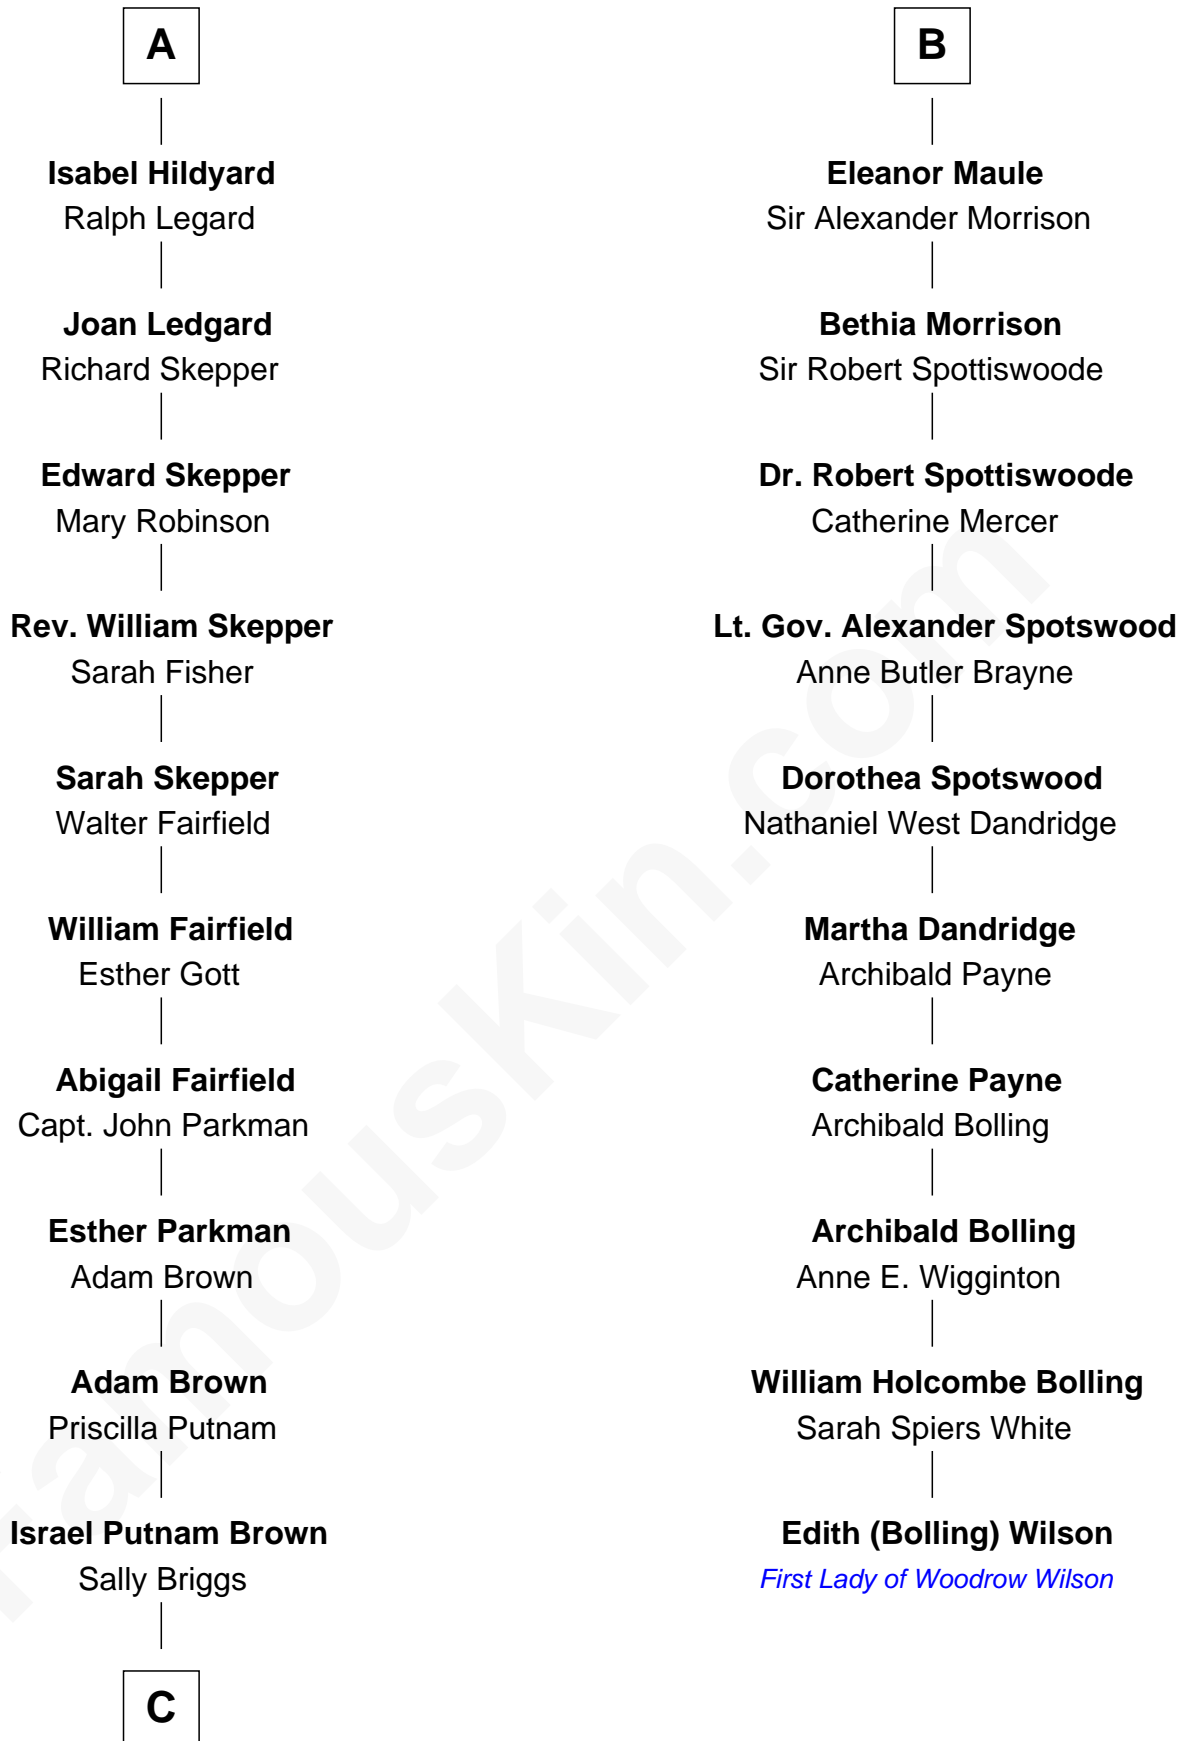 A
Isabel Hildyard
Ralph Legard
Joan Ledgard
Richard Skepper
Edward Skepper
Mary Robinson
Rev. William Skepper
Sarah Fisher
Sarah Skepper
Walter Fairfield
William Fairfield
Esther Gott
Abigail Fairfield
Capt. John Parkman
Esther Parkman
Adam Brown
Adam Brown
Priscilla Putnam
Israel Putnam Brown
Sally Briggs
C
B
Eleanor Maule
Sir Alexander Morrison
Bethia Morrison
Sir Robert Spottiswoode
Dr. Robert Spottiswoode
Catherine Mercer
Lt. Gov. Alexander Spotswood
Anne Butler Brayne
Dorothea Spotswood
Nathaniel West Dandridge
Martha Dandridge
Archibald Payne
Catherine Payne
Archibald Bolling
Archibald Bolling
Anne E. Wigginton
William Holcombe Bolling
Sarah Spiers White
Edith (Bolling) Wilson
First Lady of Woodrow Wilson
FamousKin.com